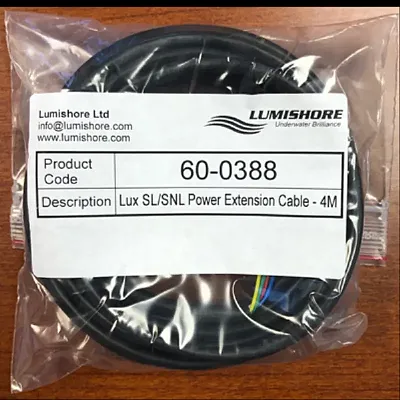 Lumishore Ltd
info@lumishore.com
www.lumishore.com
LUMISHORE
Underwater Brilliance
Product Code 60-0388
Description Lux SL/SNL Power Extension Cable - 4M